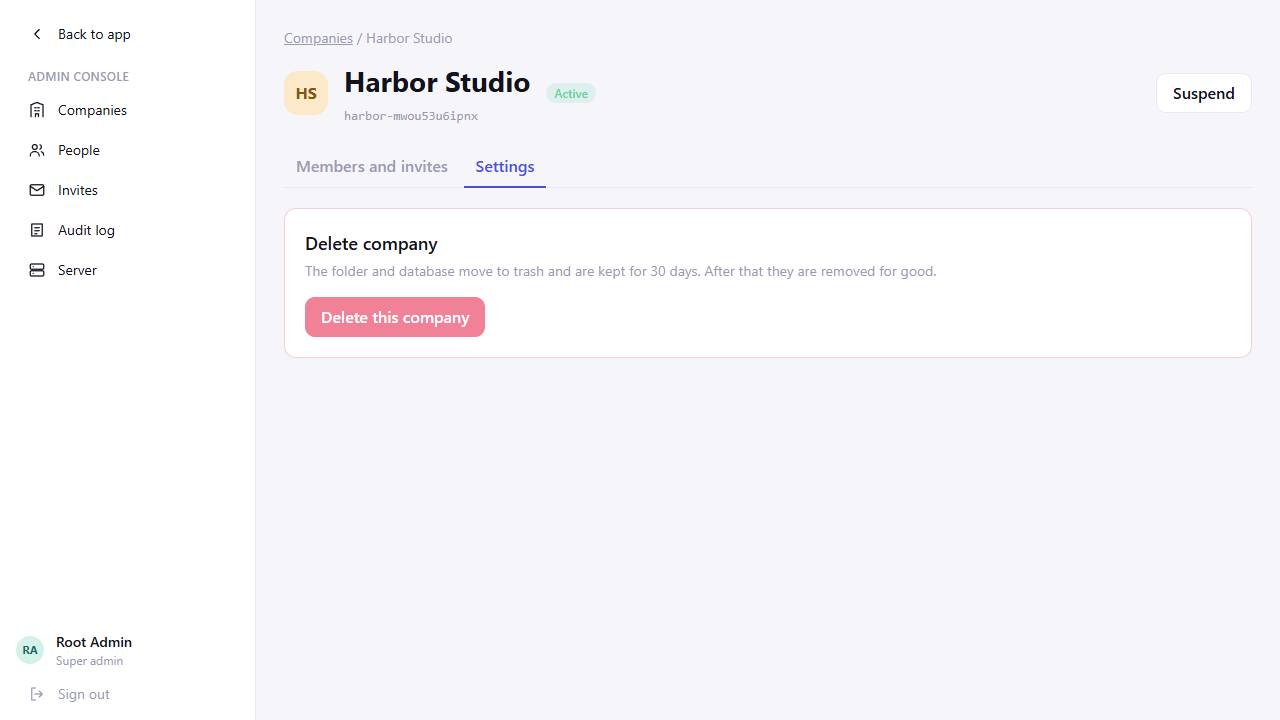 Back to app
ADMIN CONSOLE
Companies
People
Invites
Audit log
Server
RA
Root Admin
Super admin
Sign out
Companies / Harbor Studio
HS
Harbor Studio
Active
harbor-mwou53u6ipnx
Suspend
Members and invites
Settings
Delete company
The folder and database move to trash and are kept for 30 days. After that they are removed for good.
Delete this company